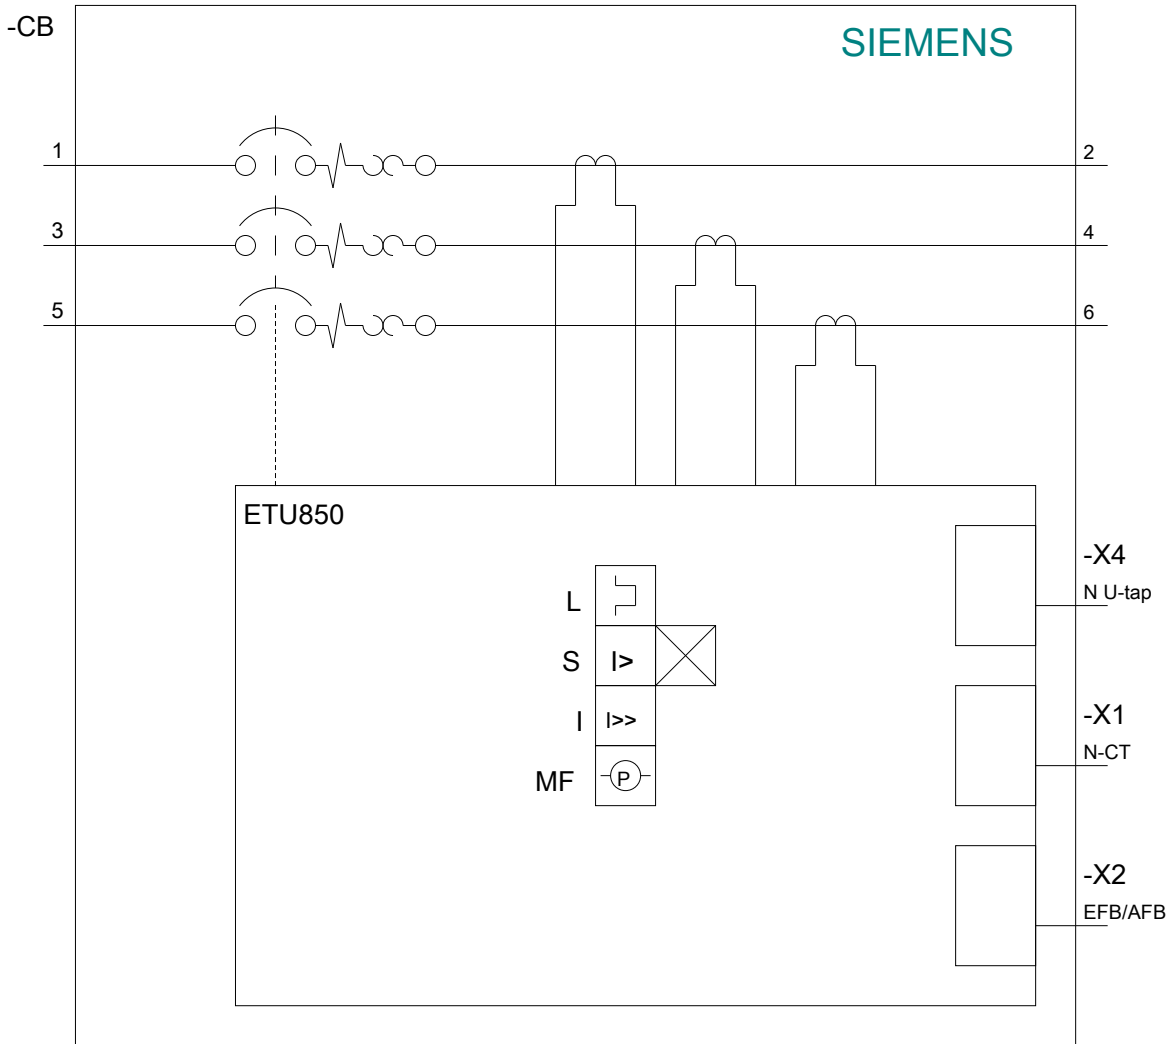 -CB
SIEMENS
1
2
3
4
5
6
ETU850
-X4
N U-tap
L
S
I>
-X1
I
I>>
N-CT
MF
P
-X2
EFB/AFB